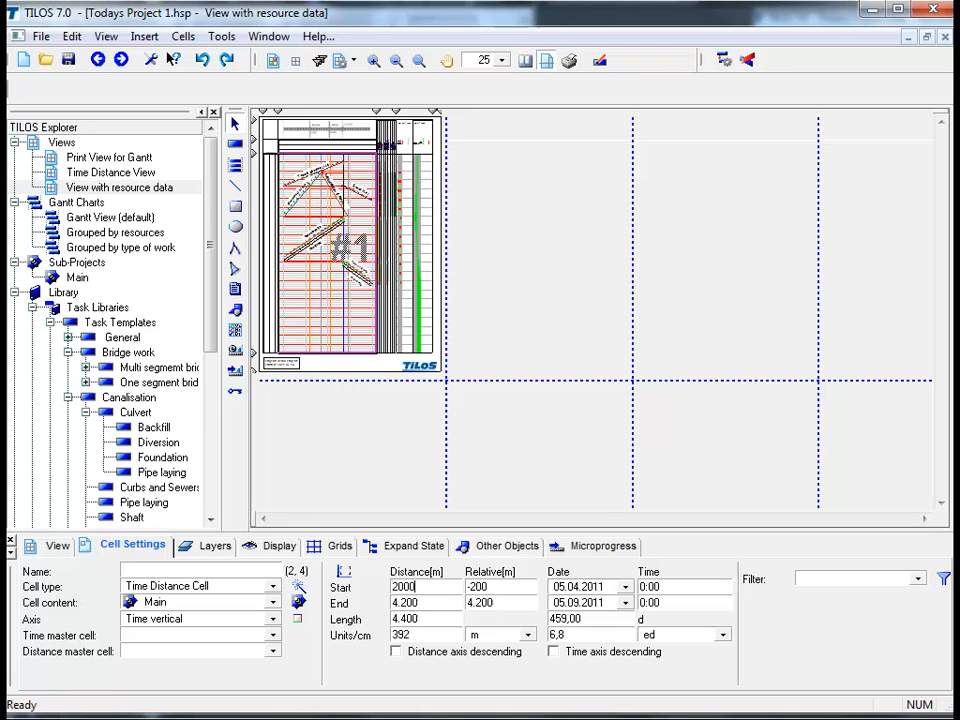 TILOS 7.0 - [Todays Project 1.hsp - View with resource data]
File Edit View Insert Cells Tools Window Help...
25
TILOS Explorer
Views
Print View for Gantt
Time Distance View
View with resource data
Gantt Charts
Gantt View (default)
Grouped by resources
Grouped by type of work
Sub-Projects
Main
Library
Task Libraries
Task Templates
General
Bridge work
Multi segment bri
One segment brid
Canalisation
Culvert
Backfill
Diversion
Foundation
Pipe laying
Curbs and Sewers
Pipe laying
Shaft
#1
TILOS
View Cell Settings Layers Display Grids Expand State Other Objects Microprogress
Name: (2, 4) Distance[m] Relative[m] Date Time Filter:
Cell type: Time Distance Cell Start 2000 -200 05.04.2011 0:00
Cell content: Main End 4.200 4.200 05.09.2011 0:00
Axis Time vertical Length 4.400 459,00 d
Time master cell: Units/cm 392 m 6,8 ed
Distance master cell: Distance axis descending Time axis descending
Ready NUM